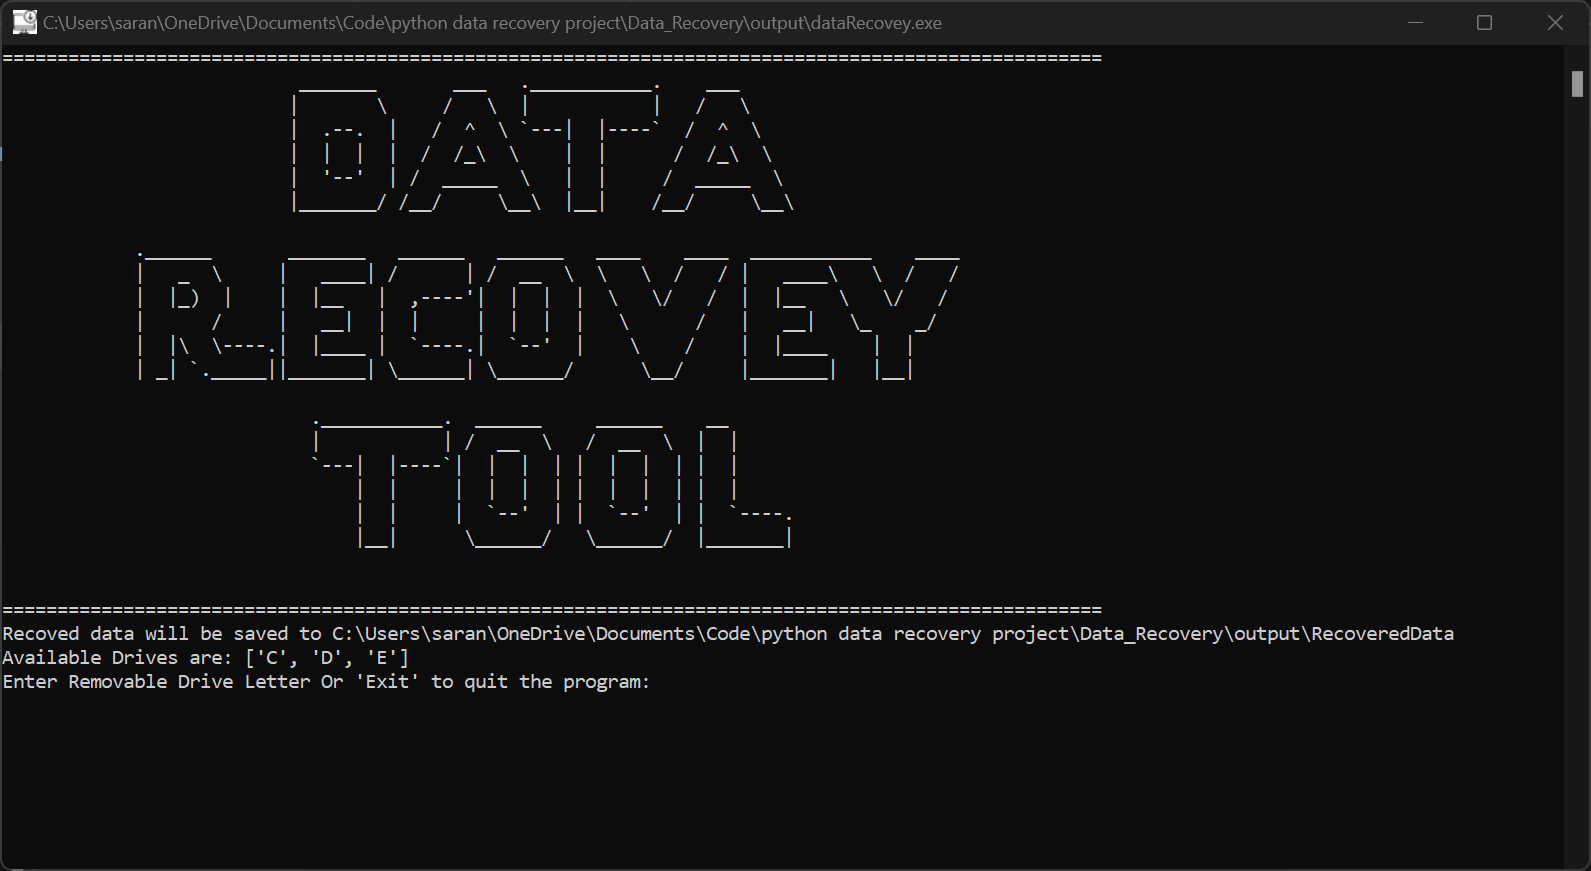 C:\Users\saran\OneDrive\Documents\Code\python data recovery project\Data_Recovery\output\dataRecovey.exe
====================================================================================================
DATA
RECOVEY
TOOL
====================================================================================================
Recoved data will be saved to C:\Users\saran\OneDrive\Documents\Code\python data recovery project\Data_Recovery\output\RecoveredData
Available Drives are: ['C', 'D', 'E']
Enter Removable Drive Letter Or 'Exit' to quit the program: